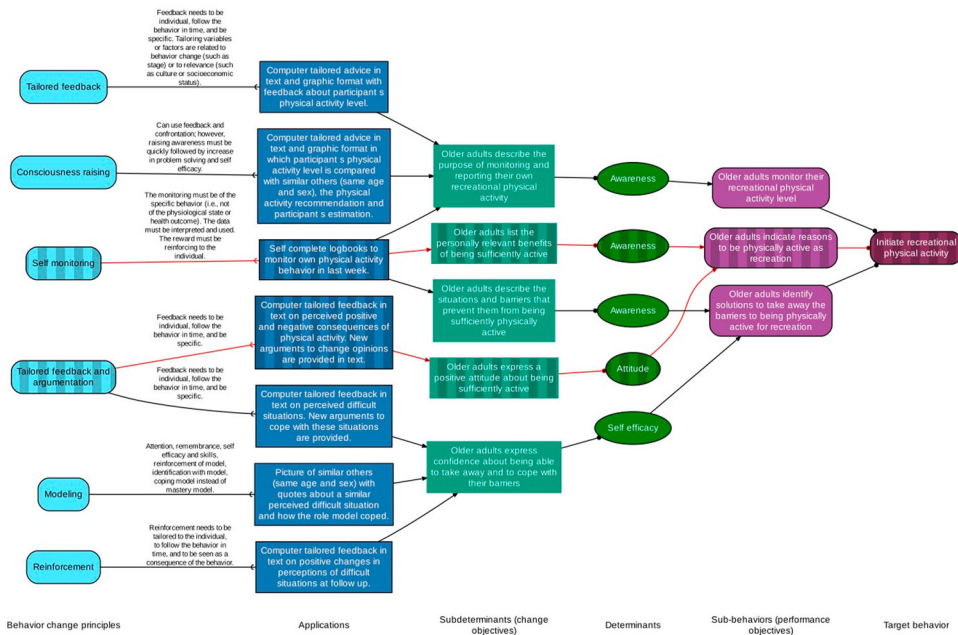 Feedback needs to be
individual, follow the
behavior in time, and be
specific. Tailoring variables
or factors are related to
behavior change (such as
stage) or to relevance (such
as culture or socioeconomic
status).
Tailored feedback
Computer tailored advice in
text and graphic format with
feedback about participant s
physical activity level.
Can use feedback
and confrontation; however,
raising awareness must be
quickly followed by increase
in problem solving and self
efficacy.
Consciousness raising
Computer tailored advice in
text and graphic format in
which participant s physical
activity level is compared
with similar others (same age
and sex), the physical
activity recommendation and
participant s estimation.
The monitoring must be of the
specific behavior (i.e., not
of the physiological state or
health outcome). The data
must be interpreted and used.
The reward must be
reinforcing to the
individual.
Self monitoring
Self complete logbooks to
monitor own physical activity
behavior in last week.
Feedback needs to be
individual, follow the
behavior in time, and be
specific.
Tailored feedback and
argumentation
Computer tailored feedback in
text on perceived positive
and negative consequences of
physical activity. New
arguments to change opinions
are provided in text.
Feedback needs to be
individual, follow the
behavior in time, and be
specific.
Computer tailored feedback in
text on perceived difficult
situations. New arguments to
cope with these situations
are provided.
Attention, remembrance, self
efficacy and skills,
reinforcement of model,
identification with model,
coping model instead of
mastery model.
Modeling
Picture of similar others
(same age and sex) with
quotes about a similar
perceived difficult situation
and how the role model coped.
Reinforcement needs to be
tailored to the individual,
to follow the behavior in
time, and to be seen as a
consequence of the behavior.
Reinforcement
Computer tailored feedback in
text on positive changes in
perceptions of difficult
situations at follow up.
Older adults describe the
purpose of monitoring and
reporting their own
recreational physical
activity
Older adults list the
personally relevant benefits
of being sufficiently active
Older adults describe the
situations and barriers that
prevent them from being
sufficiently physically
active
Older adults express a
positive attitude about being
sufficiently active
Older adults express
confidence about being able
to take away and to cope with
their barriers
Awareness
Awareness
Awareness
Attitude
Self efficacy
Older adults monitor their
recreational physical
activity level
Older adults indicate reasons
to be physically active as
recreation
Older adults identify
solutions to take away the
barriers to being physically
active for recreation
Initiate recreational
physical activity
Behavior change principles
Applications
Subdeterminants (change
objectives)
Determinants
Sub-behaviors (performance
objectives)
Target behavior